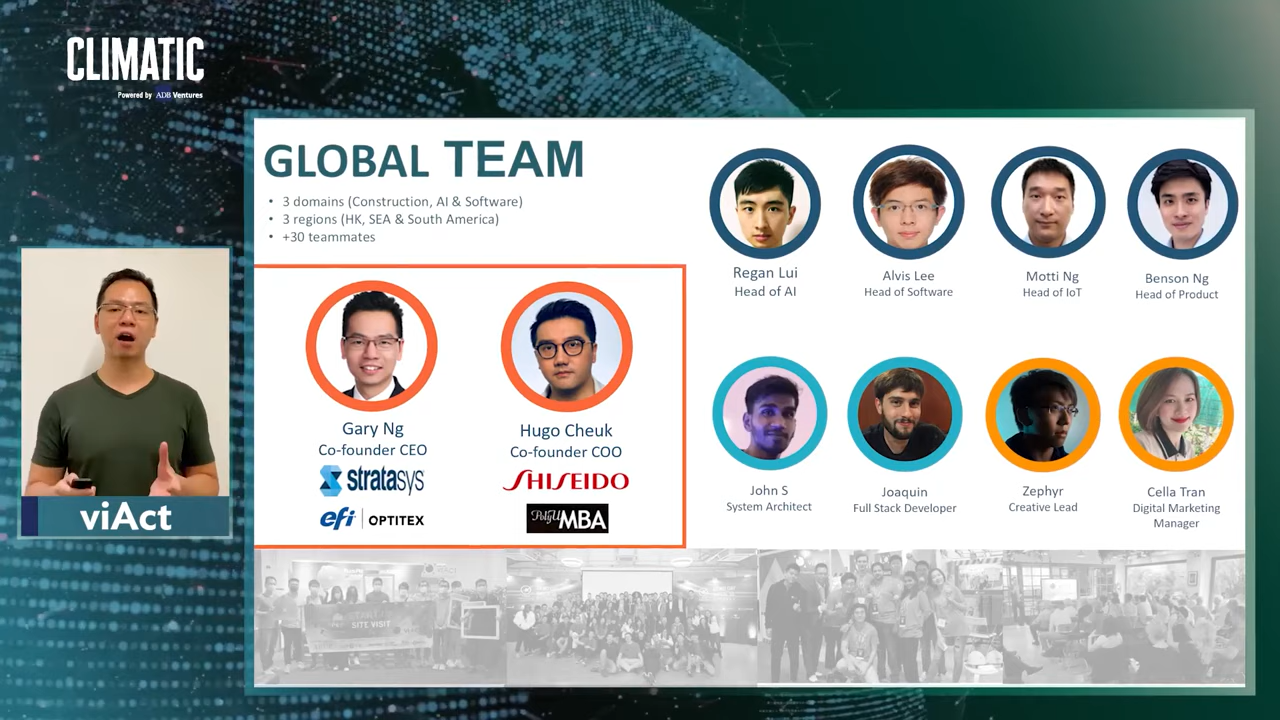 CLIMATIC
Powered by ADB Ventures
GLOBAL TEAM
• 3 domains (Construction, AI & Software)
• 3 regions (HK, SEA & South America)
• +30 teammates
Gary Ng
Co-founder CEO
stratasys
efi | OPTITEX
Hugo Cheuk
Co-founder COO
SHISEIDO
PolyU MBA
Regan Lui
Head of AI
Alvis Lee
Head of Software
Motti Ng
Head of IoT
Benson Ng
Head of Product
John S
System Architect
Joaquin
Full Stack Developer
Zephyr
Creative Lead
Cella Tran
Digital Marketing
Manager
SITE VISIT
viAct